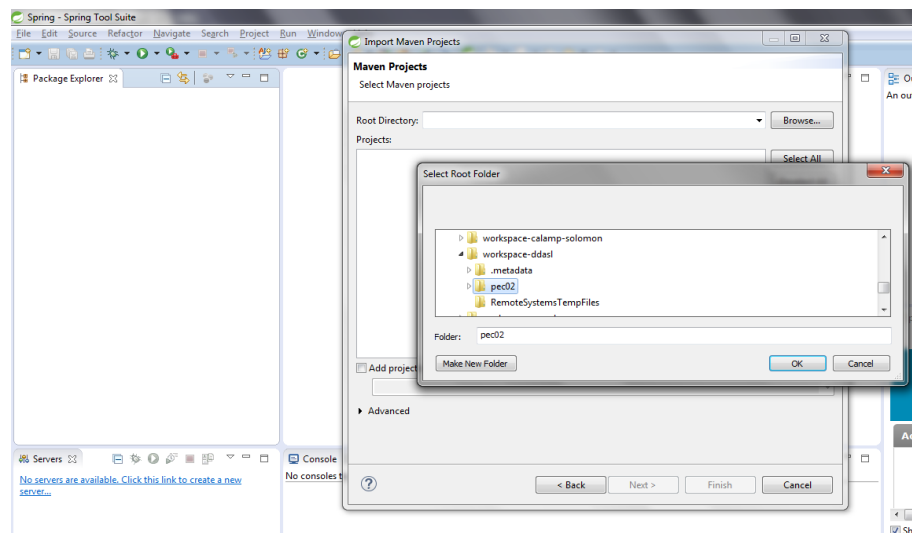 Spring - Spring Tool Suite
File Edit Source Refactor Navigate Search Project Run Window
Package Explorer
Import Maven Projects
Maven Projects
Select Maven projects
Root Directory:
Browse...
Projects:
Select All
Select Root Folder
workspace-calamp-solomon
workspace-ddasl
.metadata
pec02
RemoteSystemsTempFiles
Folder: pec02
Make New Folder OK Cancel
Add project
Advanced
< Back Next > Finish Cancel
Servers
No servers are available. Click this link to create a new
server...
Console
No consoles t
An ou